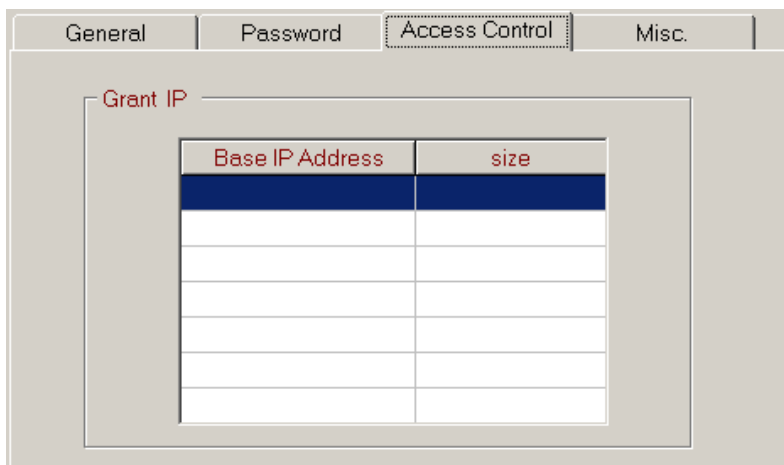 General Password Access Control Misc.
Grant IP
Base IP Address size